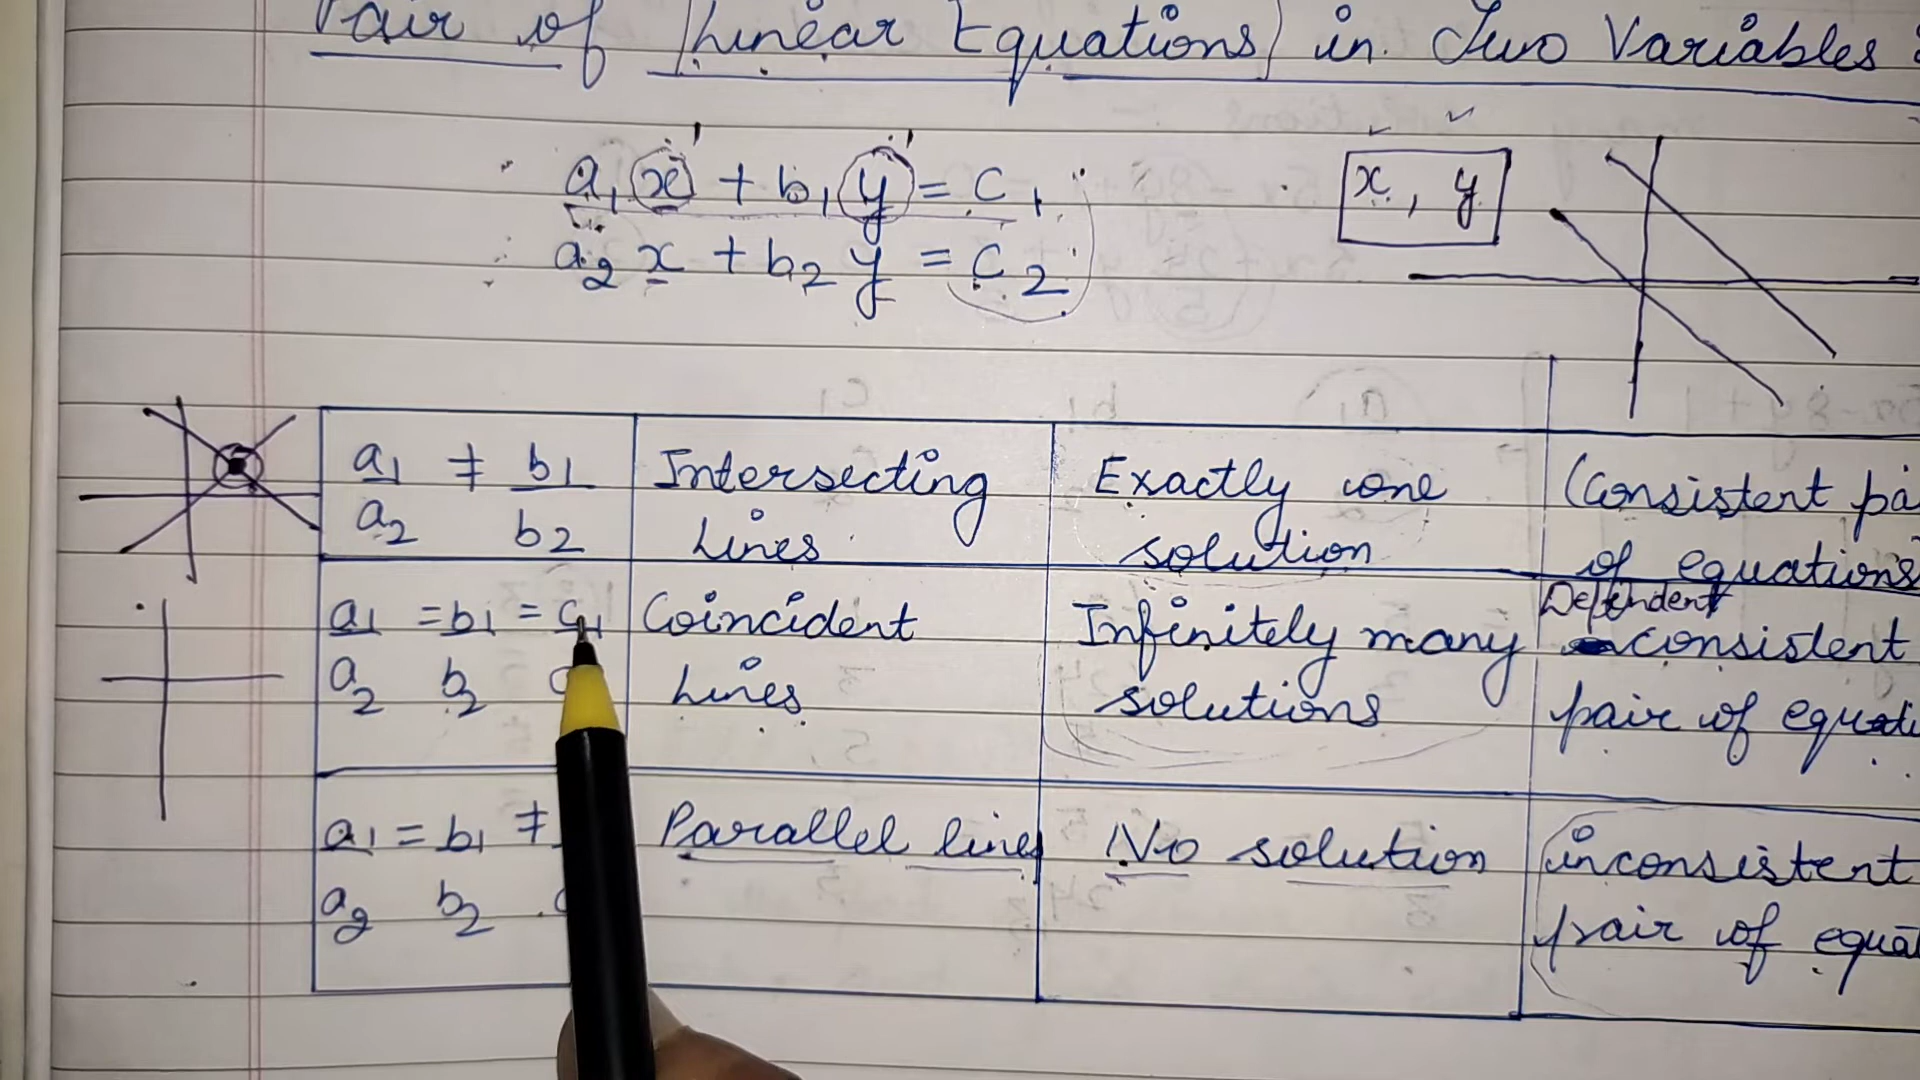 Pair of Linear Equations in Two Variables :
a₁x + b₁y = c₁
x , y
a₂x + b₂y = c₂
a₁ ≠ b₁ Intersecting Exactly one (Consistent pa
a₂ b₂ Lines solution of equations
Dependent
a₁ = b₁ = c₁ Coincident Infinitely many consistent
a₂ b₂ Lines solutions pair of equati
a₁ = b₁ ≠ Parallel lines No solution inconsistent
a₂ b₂ pair of equa